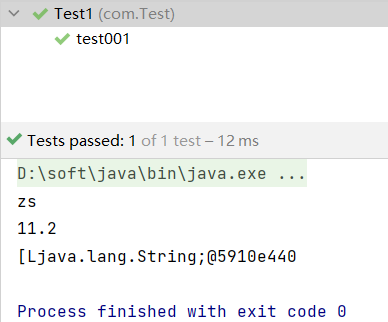 Test1 (com.Test)
test001
Tests passed: 1 of 1 test – 12 ms
D:\soft\java\bin\java.exe ...
zs
11.2
[Ljava.lang.String;@5910e440
Process finished with exit code 0